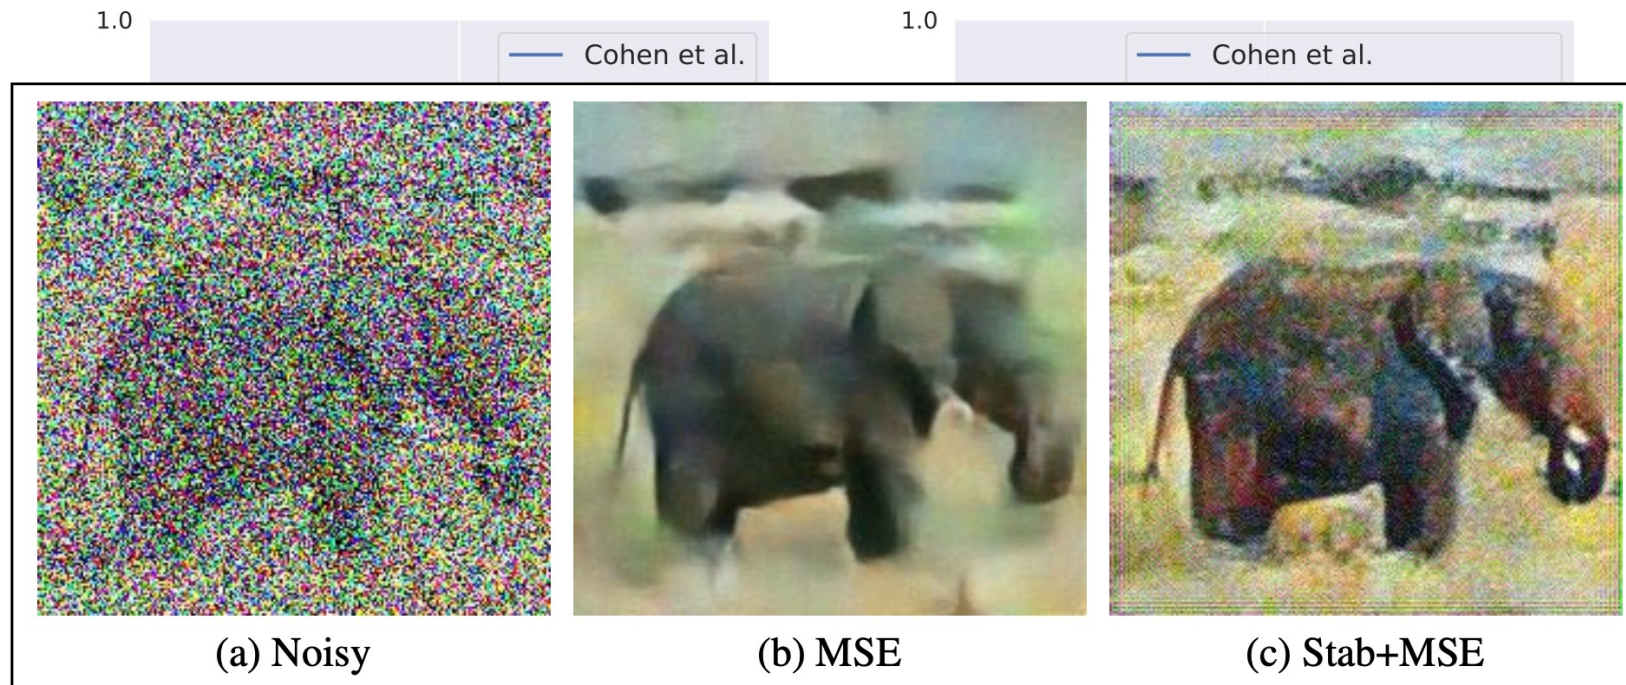 1.0
Cohen et al.
1.0
Cohen et al.
(a) Noisy
(b) MSE
(c) Stab+MSE